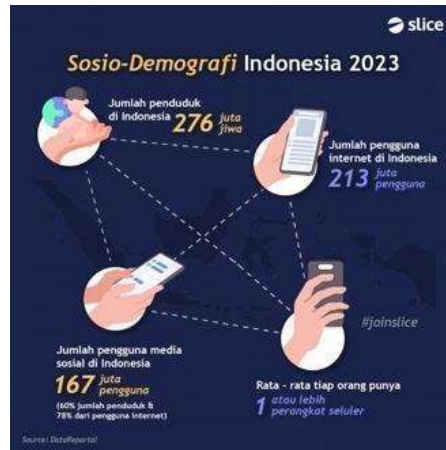 slice
Sosio-Demografi Indonesia 2023
Jumlah penduduk
di Indonesia
276 juta
jiwa
Jumlah pengguna
internet di Indonesia
213 juta
pengguna
#joinslice
Jumlah pengguna media
sosial di Indonesia
167 juta
pengguna
(60% jumlah penduduk &
78% dari pengguna internet)
Rata - rata tiap orang punya
1 atau lebih
perangkat seluler
Source: DataReportal